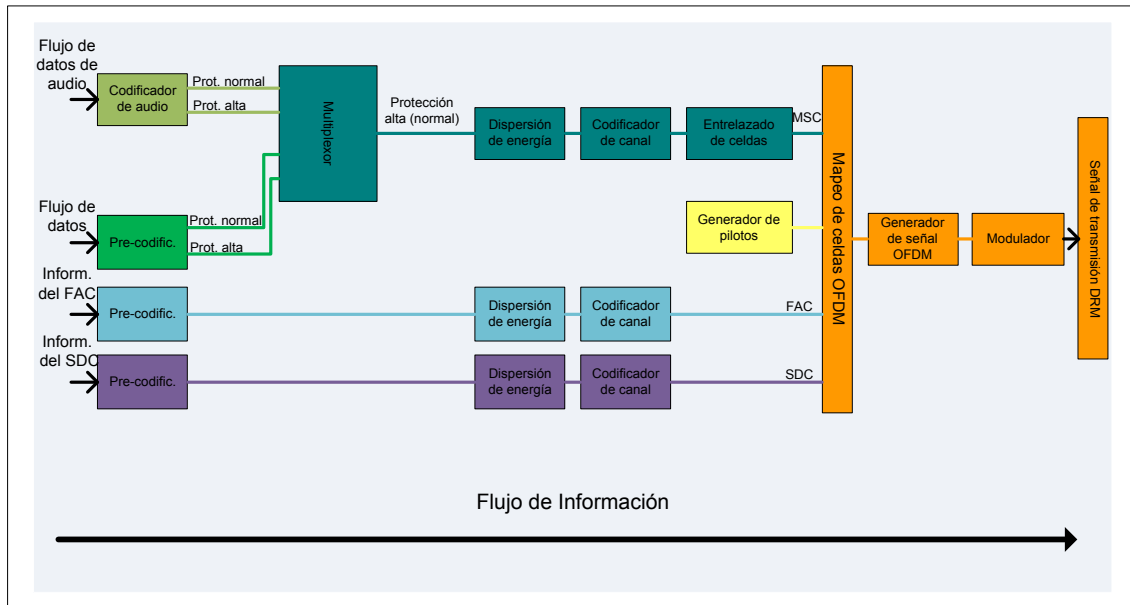 Flujo de
datos de
audio
Codificador
de audio
Prot. normal
Prot. alta
Multiplexor
Protección
alta (normal)
Dispersión
de energía
Codificador
de canal
Entrelazado
de celdas
MSC
Flujo de
datos
Pre-codific.
Prot. normal
Prot. alta
Generador de
pilotos
Mapeo de celdas OFDM
Generador
de señal
OFDM
Modulador
Señal de
transmisión DRM
Inform.
del FAC
Pre-codific.
Dispersión
de energía
Codificador
de canal
FAC
Inform.
del SDC
Pre-codific.
Dispersión
de energía
Codificador
de canal
SDC
Flujo de Información